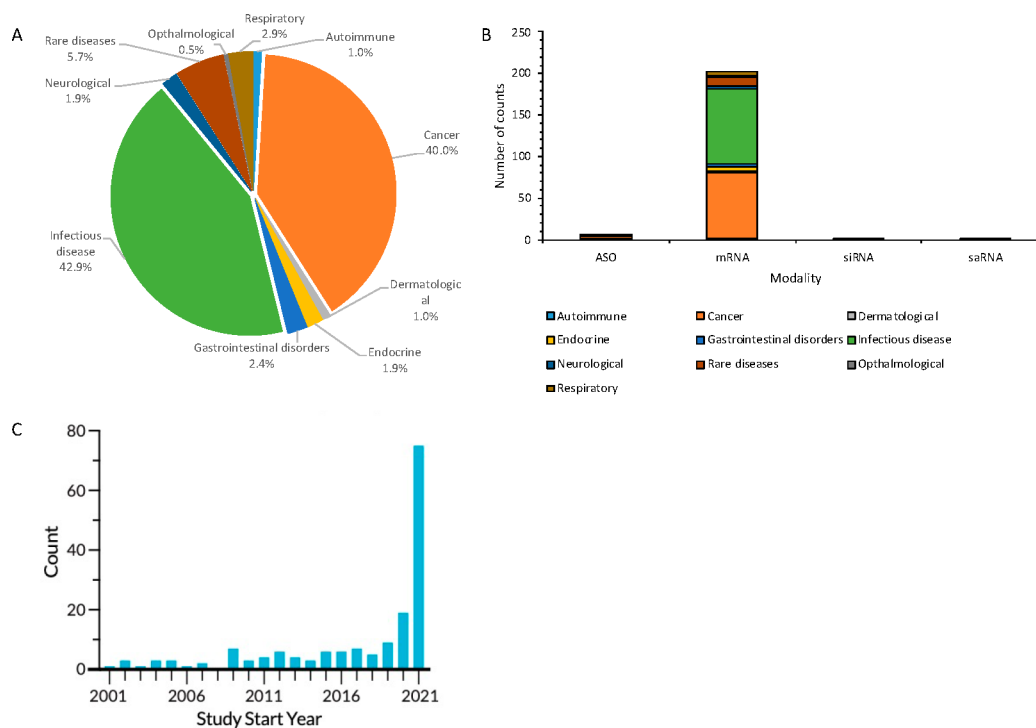 A
Respiratory
2.9%
Autoimmune
1.0%
Opthalmological
0.5%
Rare diseases
5.7%
Neurological
1.9%
Cancer
40.0%
Infectious
disease
42.9%
Dermatologic
al
1.0%
Endocrine
1.9%
Gastrointestinal disorders
2.4%
B
Number of counts
250
200
150
100
50
0
ASO mRNA siRNA saRNA
Modality
Autoimmune Cancer Dermatological
Endocrine Gastrointestinal disorders Infectious disease
Neurological Rare diseases Opthalmological
Respiratory
C
Count
80
60
40
20
0
2001 2006 2011 2016 2021
Study Start Year